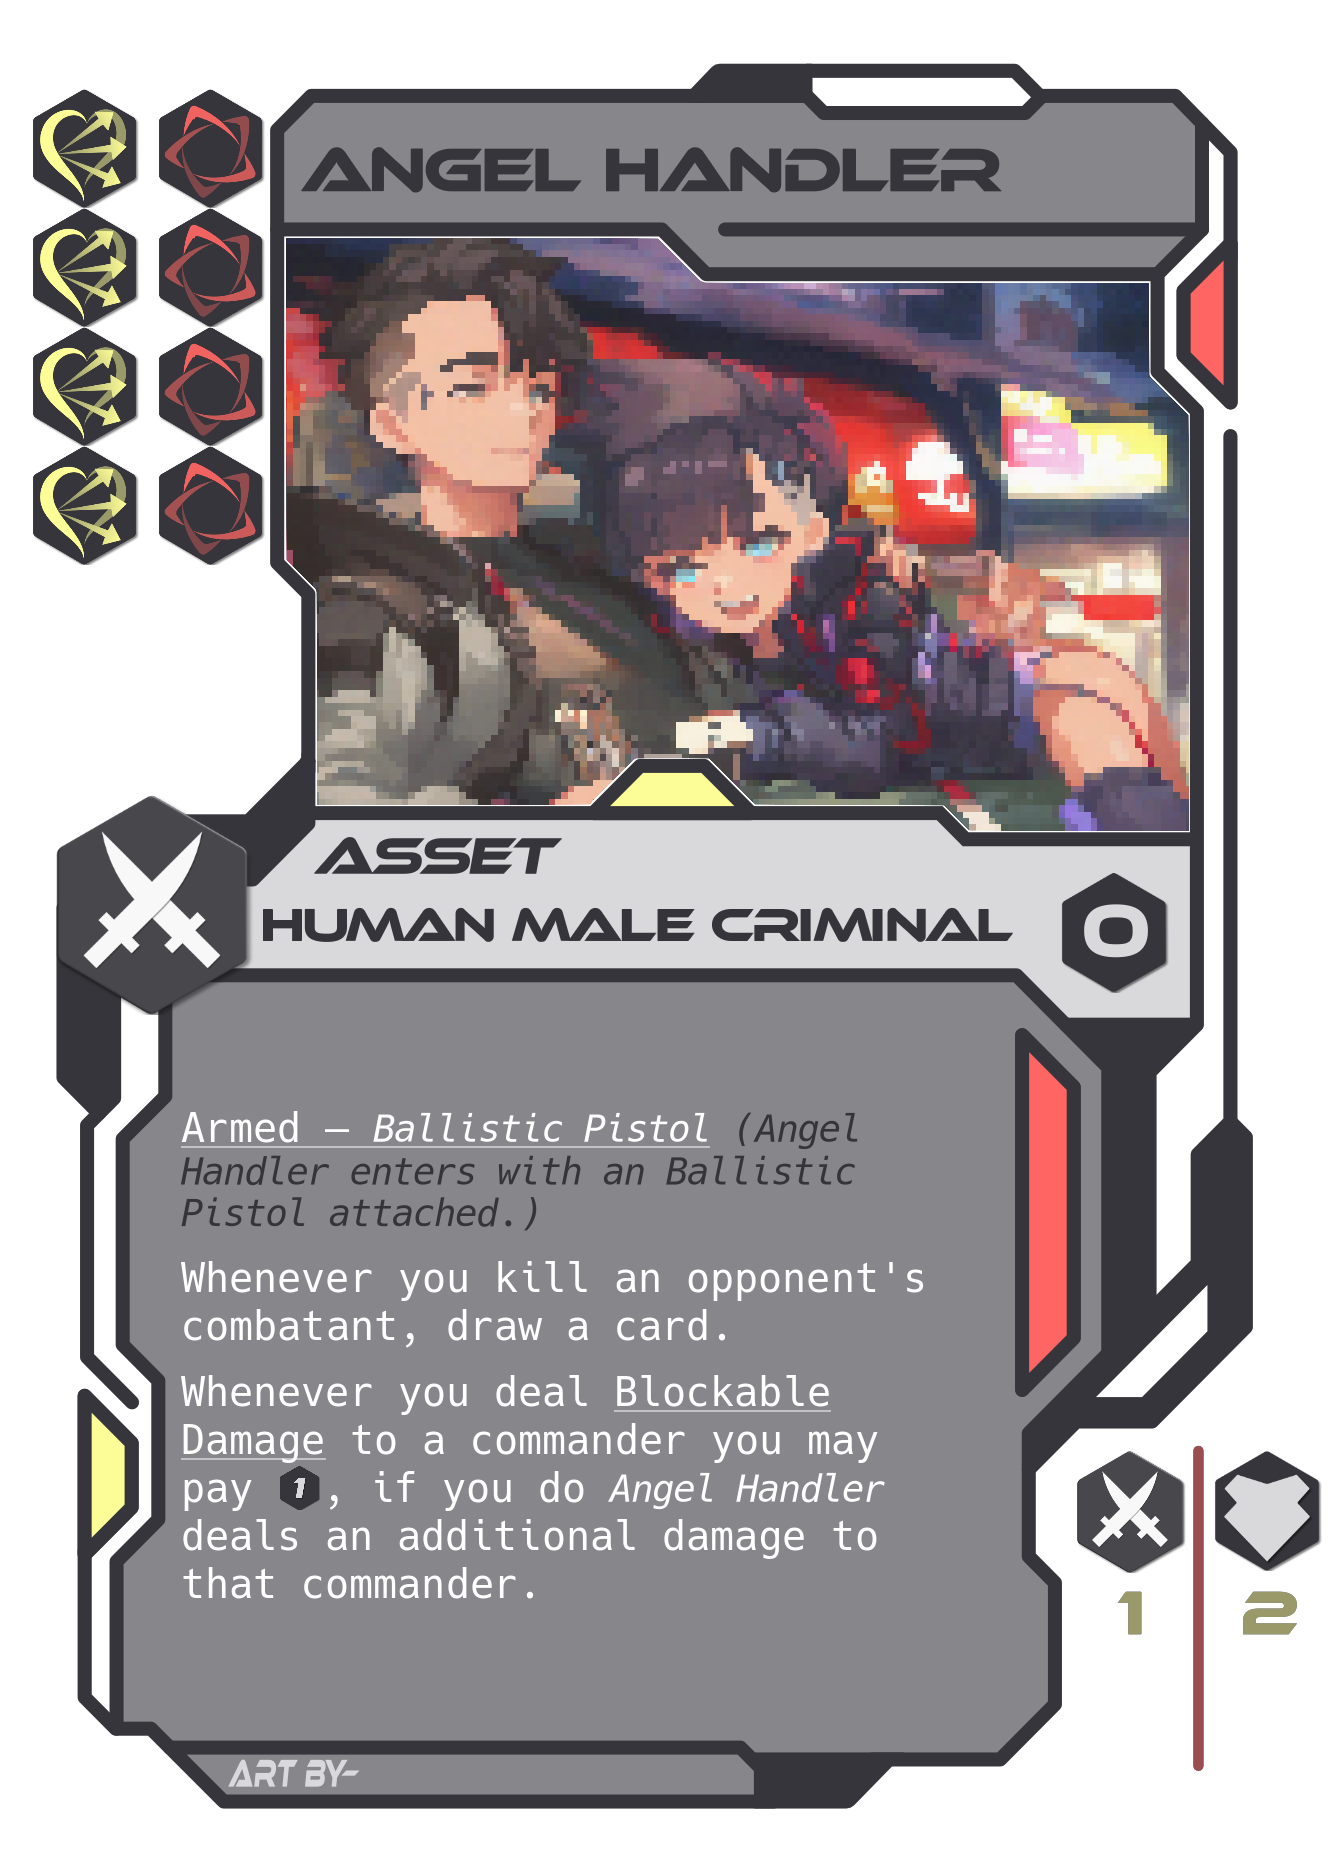 ANGEL HANDLER
ASSET
HUMAN MALE CRIMINAL
0
Armed – Ballistic Pistol (Angel
Handler enters with an Ballistic
Pistol attached.)
Whenever you kill an opponent's
combatant, draw a card.
Whenever you deal Blockable
Damage to a commander you may
pay 1, if you do Angel Handler
deals an additional damage to
that commander.
1 2
ART BY-